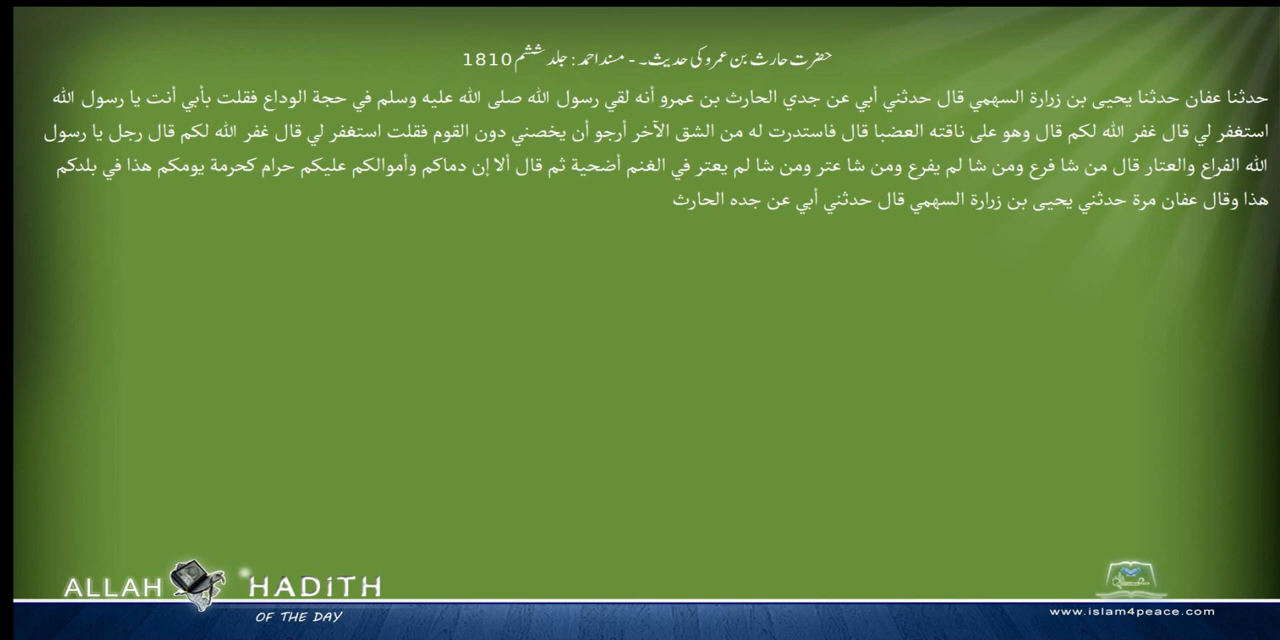 حضرت حارث بن عمرو کی حدیث۔ - مسند احمد: جلد ششم 1810
حدثنا عفان حدثنا يحيى بن زرارة السهمي قال حدثني أبي عن جدي الحارث بن عمرو أنه لقي رسول الله صلى الله عليه وسلم في حجة الوداع فقلت بأبي أنت يا رسول الله
استغفر لي قال غفر الله لكم قال وهو على ناقته العضبا قال فاستدرت له من الشق الآخر أرجو أن يخصني دون القوم فقلت استغفر لي قال غفر الله لكم قال رجل يا رسول
الله الفراع والعتار قال من شا فرع ومن شا لم يفرع ومن شا عتر ومن شا لم يعتر في الغنم أضحية ثم قال ألا إن دماكم وأموالكم عليكم حرام كحرمة يومكم هذا في بلدكم
هذا وقال عفان مرة حدثني يحيى بن زرارة السهمي قال حدثني أبي عن جده الحارث
ALLAH HADITH
OF THE DAY
www.islam4peace.com